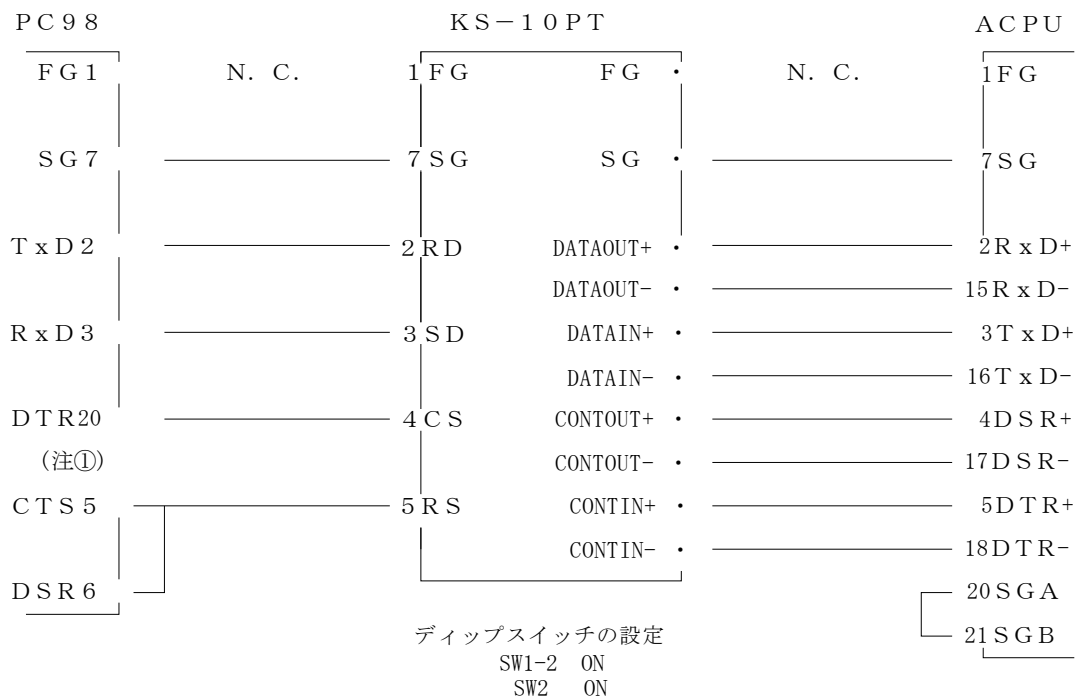 PC98 KS-10PT ACPU
FG1 N. C. 1FG FG ・ N. C. 1FG
SG7 7SG SG ・ 7SG
TxD2 2RD DATAOUT+ ・ 2RxD+
DATAOUT- ・ 15RxD-
RxD3 3SD DATAIN+ ・ 3TxD+
DATAIN- ・ 16TxD-
DTR20 4CS CONTOUT+ ・ 4DSR+
(注①) CONTOUT- ・ 17DSR-
CTS5 5RS CONTIN+ ・ 5DTR+
CONTIN- ・ 18DTR-
DSR6 20SGA
21SGB
ディップスイッチの設定
SW1-2 ON
SW2 ON